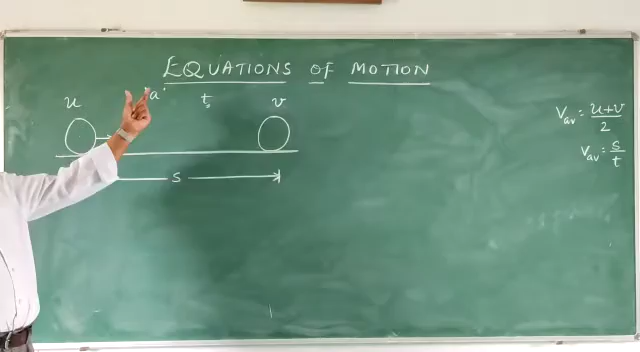 EQUATIONS OF MOTION
u 'a' t v
s
Vav = u+v/2
Vav = s/t